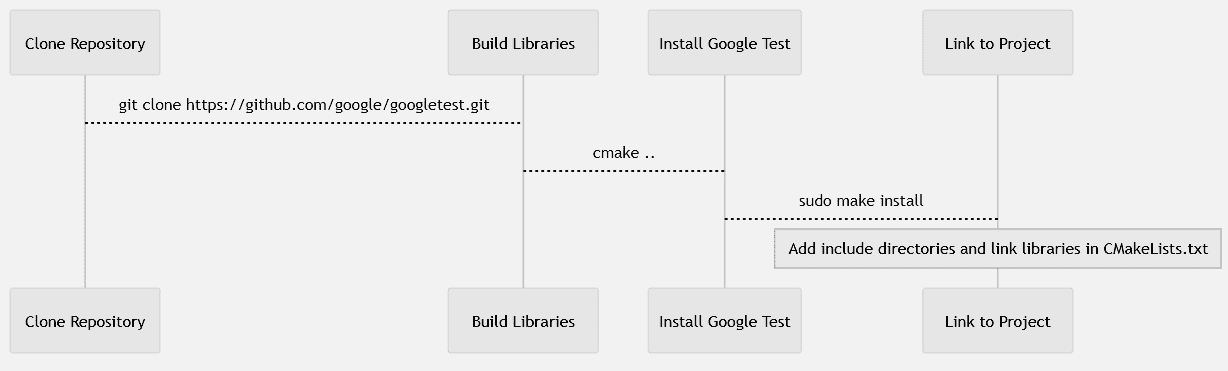 Clone Repository
Build Libraries
Install Google Test
Link to Project
git clone https://github.com/google/googletest.git
cmake ..
sudo make install
Add include directories and link libraries in CMakeLists.txt
Clone Repository
Build Libraries
Install Google Test
Link to Project